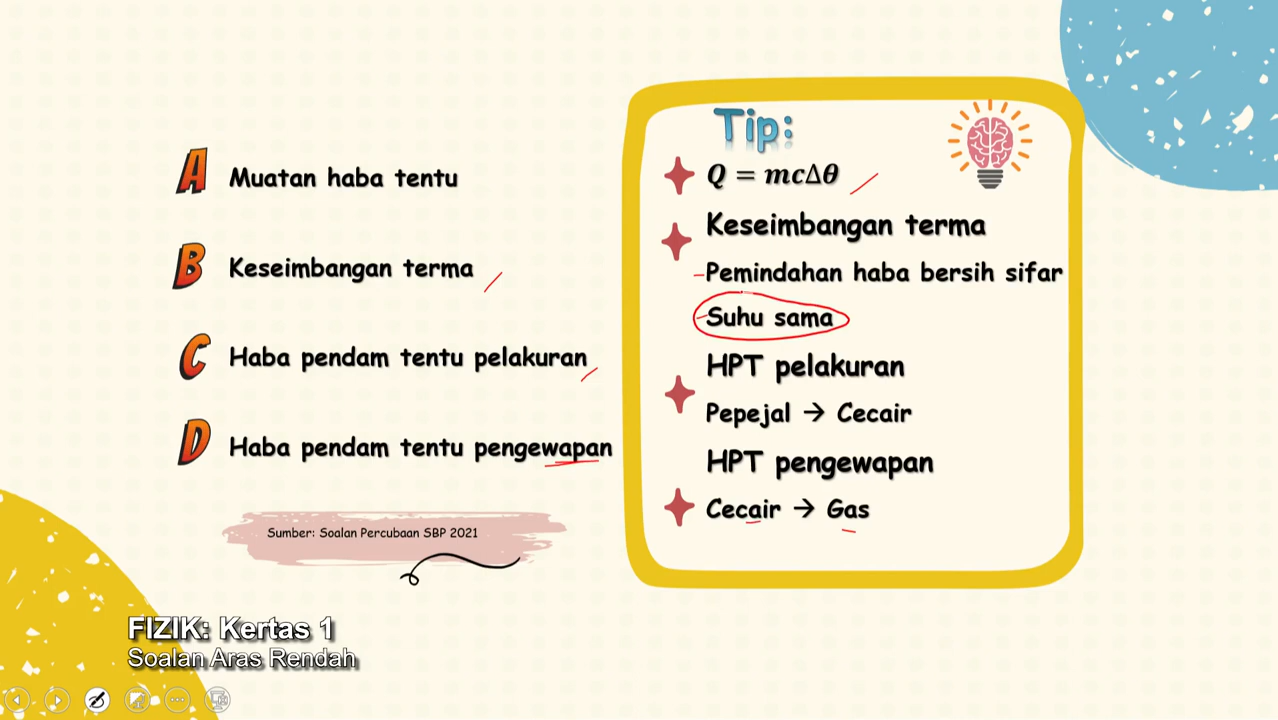 A Muatan haba tentu
B Keseimbangan terma
C Haba pendam tentu pelakuran
D Haba pendam tentu pengewapan
Sumber: Soalan Percubaan SBP 2021
Tip:
Q = mcΔθ
Keseimbangan terma
-Pemindahan haba bersih sifar
-Suhu sama
HPT pelakuran
Pepejal → Cecair
HPT pengewapan
Cecair → Gas
FIZIK: Kertas 1
Soalan Aras Rendah